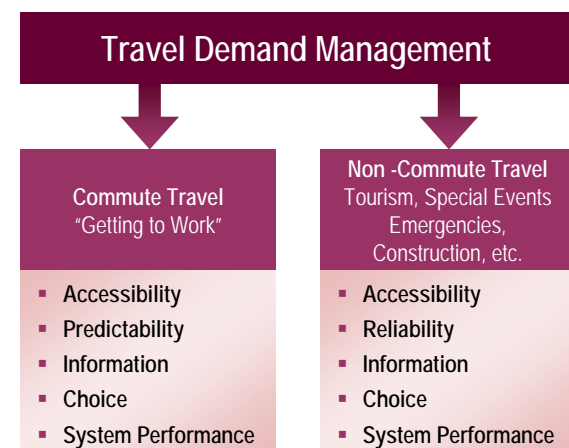 Travel Demand Management
Commute Travel
“Getting to Work”
▪ Accessibility
▪ Predictability
▪ Information
▪ Choice
▪ System Performance
Non -Commute Travel
Tourism, Special Events
Emergencies,
Construction, etc.
▪ Accessibility
▪ Reliability
▪ Information
▪ Choice
▪ System Performance